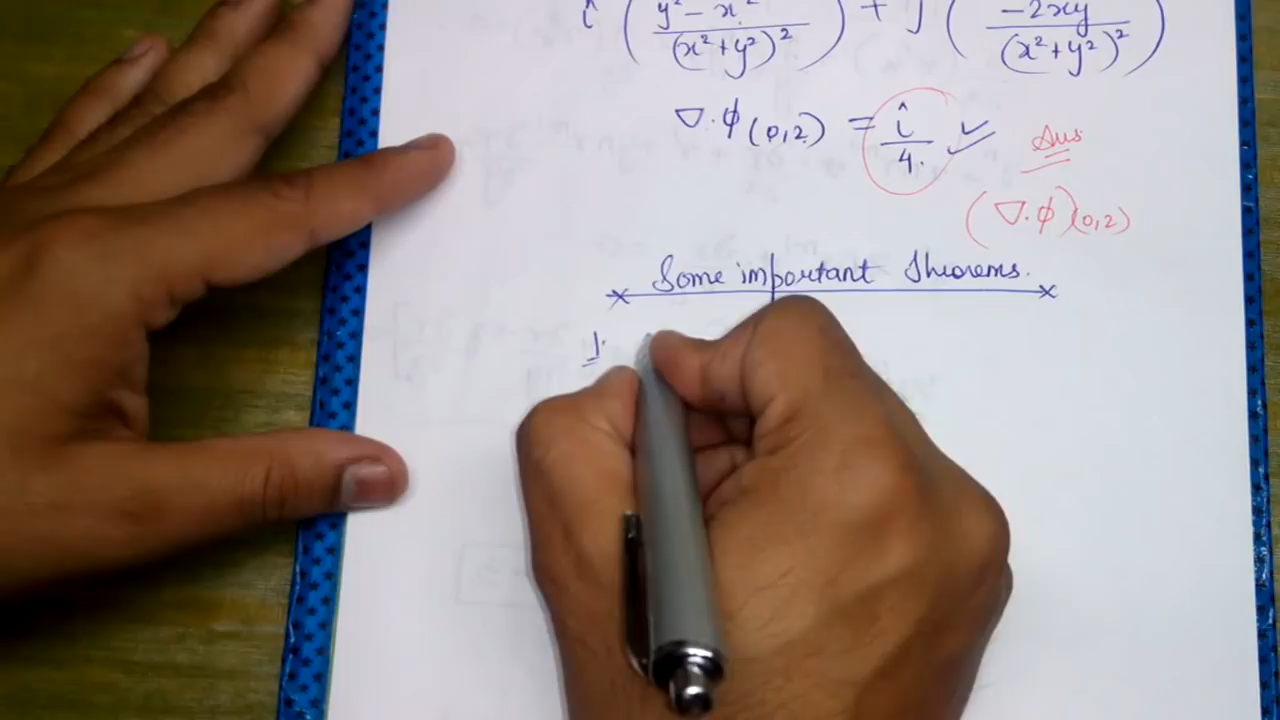 î ( y² - x² / (x²+y²)² ) + j ( -2xy / (x²+y²)² )
∇.φ(0,2) = î/4. Ans
(∇.φ)(0,2)
Some important Theorems.
1.